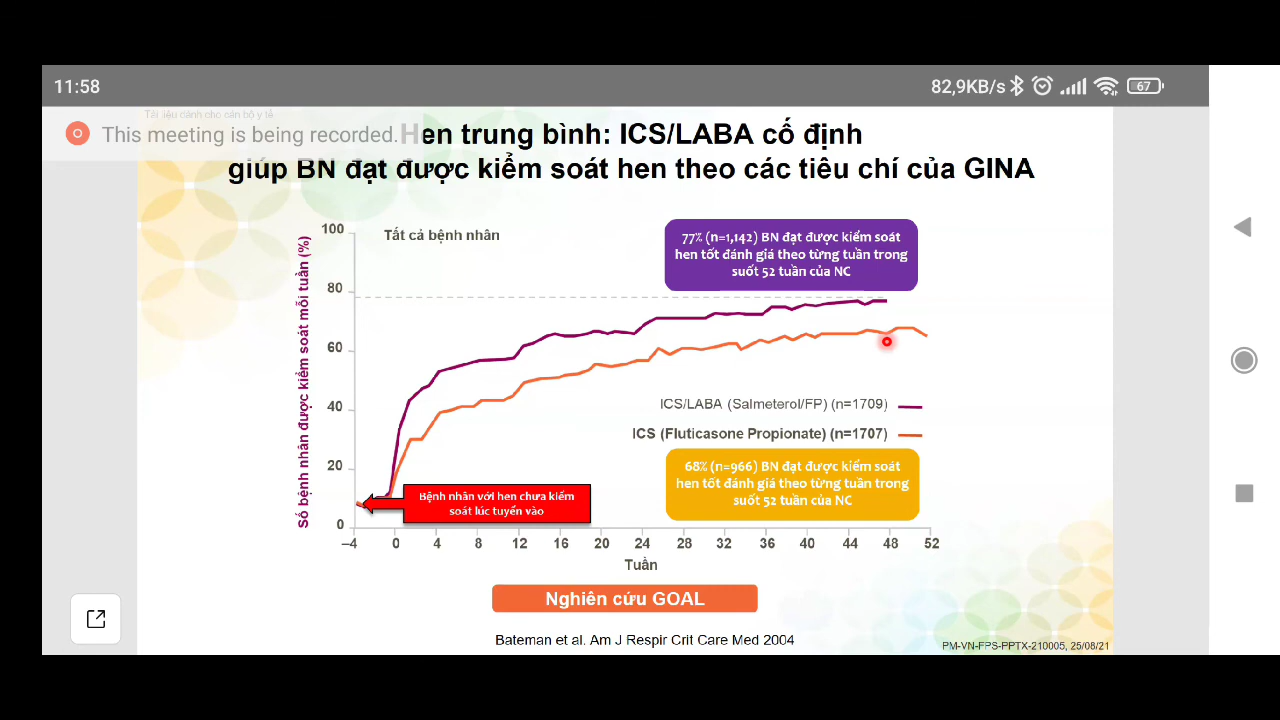 11:58
82,9KB/s
67
Tài liệu dành cho cán bộ y tế
This meeting is being recorded.
Hen trung bình: ICS/LABA cố định
giúp BN đạt được kiểm soát hen theo các tiêu chí của GINA
Số bệnh nhân được kiểm soát mỗi tuần (%)
100
80
60
40
20
0
Tất cả bệnh nhân
77% (n=1,142) BN đạt được kiểm soát
hen tốt đánh giá theo từng tuần trong
suốt 52 tuần của NC
ICS/LABA (Salmeterol/FP) (n=1709)
ICS (Fluticasone Propionate) (n=1707)
68% (n=966) BN đạt được kiểm soát
hen tốt đánh giá theo từng tuần trong
suốt 52 tuần của NC
Bệnh nhân với hen chưa kiểm
soát lúc tuyển vào
–4 0 4 8 12 16 20 24 28 32 36 40 44 48 52
Tuần
Nghiên cứu GOAL
Bateman et al. Am J Respir Crit Care Med 2004
PM-VN-FPS-PPTX-210005, 25/08/21